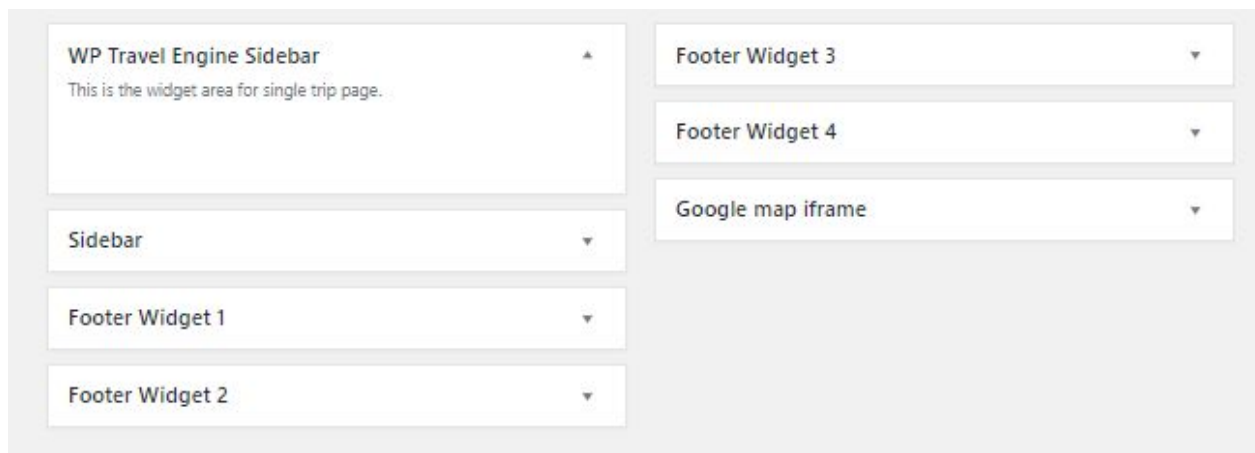 WP Travel Engine Sidebar
This is the widget area for single trip page.
Sidebar
Footer Widget 1
Footer Widget 2
Footer Widget 3
Footer Widget 4
Google map iframe